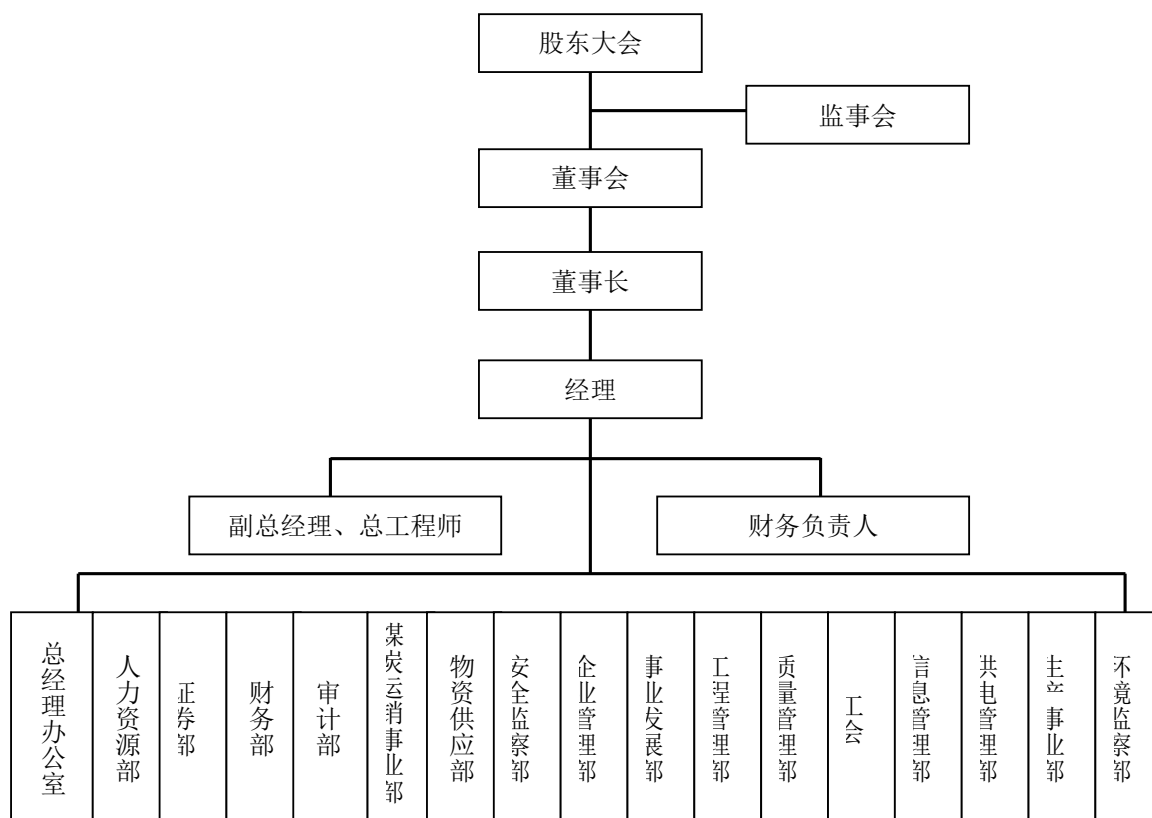 股东大会
监事会
董事会
董事长
经理
副总经理、总工程师
财务负责人
总经理办公室
人力资源部
证券部
财务部
审计部
煤炭运销事业部
物资供应部
安全监察部
企业管理部
事业发展部
工程管理部
质量管理部
工会
信息管理部
供电管理部
生产事业部
环境监察部